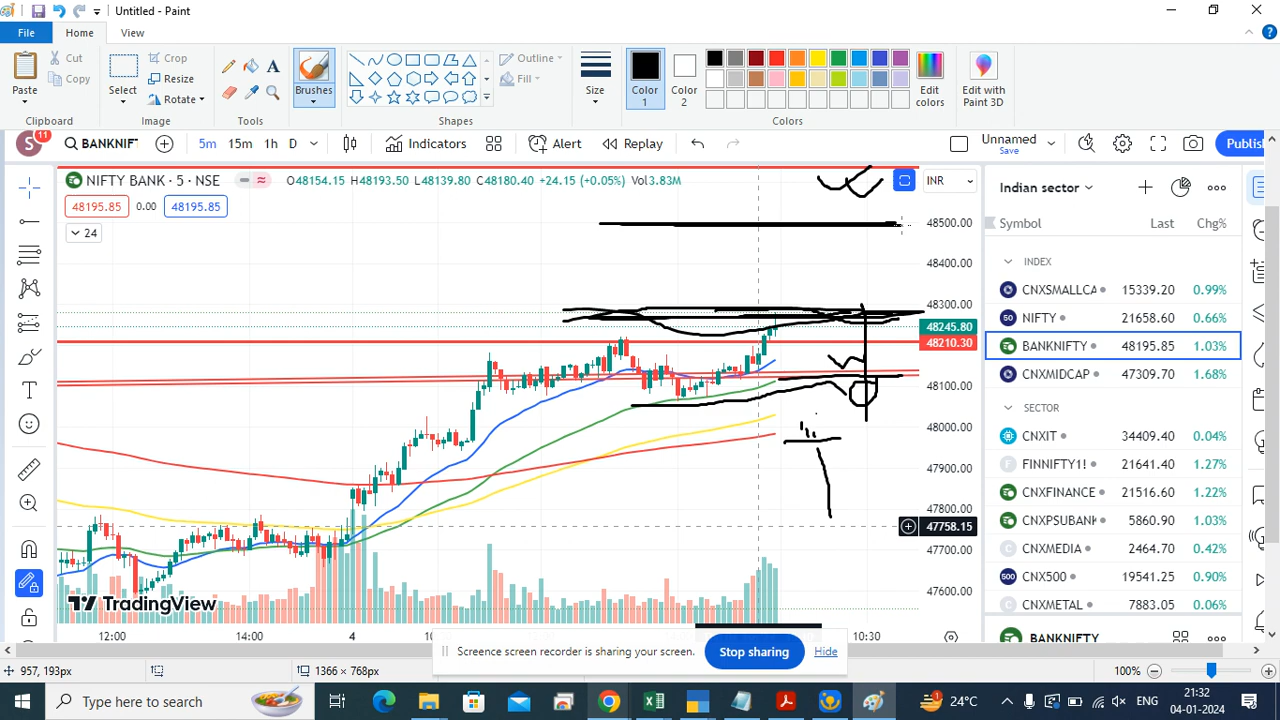 Untitled - Paint
File Home View
Paste Cut Copy Clipboard
Select Crop Resize Rotate Image
Tools
Brushes
Outline Fill Shapes
Size
Color 1 Color 2 Edit colors Colors
Edit with Paint 3D
S 11 BANKNIF 5m 15m 1h D Indicators Alert Replay Unnamed Save Publis
NIFTY BANK · 5 · NSE O48154.15 H48193.50 L48139.80 C48180.40 +24.15 (+0.05%) Vol3.83M INR
48195.85 0.00 48195.85
24
48500.00
48400.00
48300.00
48245.80
48210.30
48100.00
48000.00
47900.00
47800.00
47758.15
47700.00
47600.00
TradingView
12:00 14:00 4 10:30
Indian sector
Symbol Last Chg%
INDEX
CNXSMALLCA 15339.20 0.99%
50 NIFTY 21658.60 0.66%
BANKNIFTY 48195.85 1.03%
CNXMIDCAP 47309.70 1.68%
SECTOR
CNXIT 34409.40 0.04%
FINNIFTY1! 21641.40 1.27%
CNXFINANCE 21516.60 1.22%
CNXPSUBANK 5860.90 1.03%
C CNXMEDIA 2464.70 0.42%
500 CNX500 19541.25 0.90%
C CNXMETAL 7883.05 0.06%
BANKNIFTY
Screence screen recorder is sharing your screen. Stop sharing Hide
957, 193px 1366 × 768px 100%
Type here to search 24°C ENG 21:32 04-01-2024